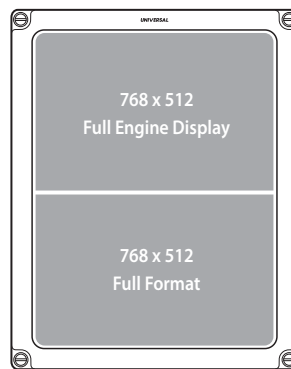 UNIVERSAL
768 x 512
Full Engine Display
768 x 512
Full Format